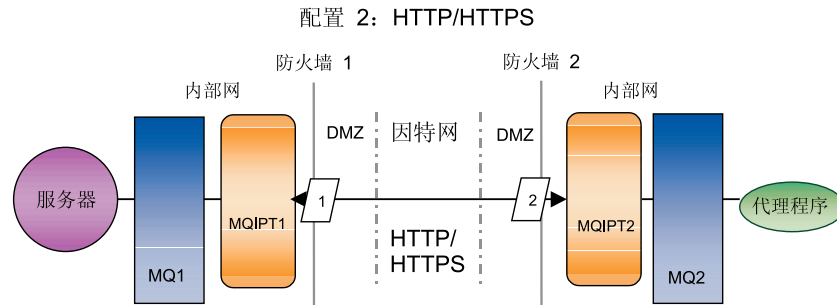 配置 2: HTTP/HTTPS
防火墙 1
防火墙 2
内部网
内部网
DMZ
因特网
DMZ
服务器
1
2
代理程序
MQIPT1
MQIPT2
HTTP/
HTTPS
MQ1
MQ2